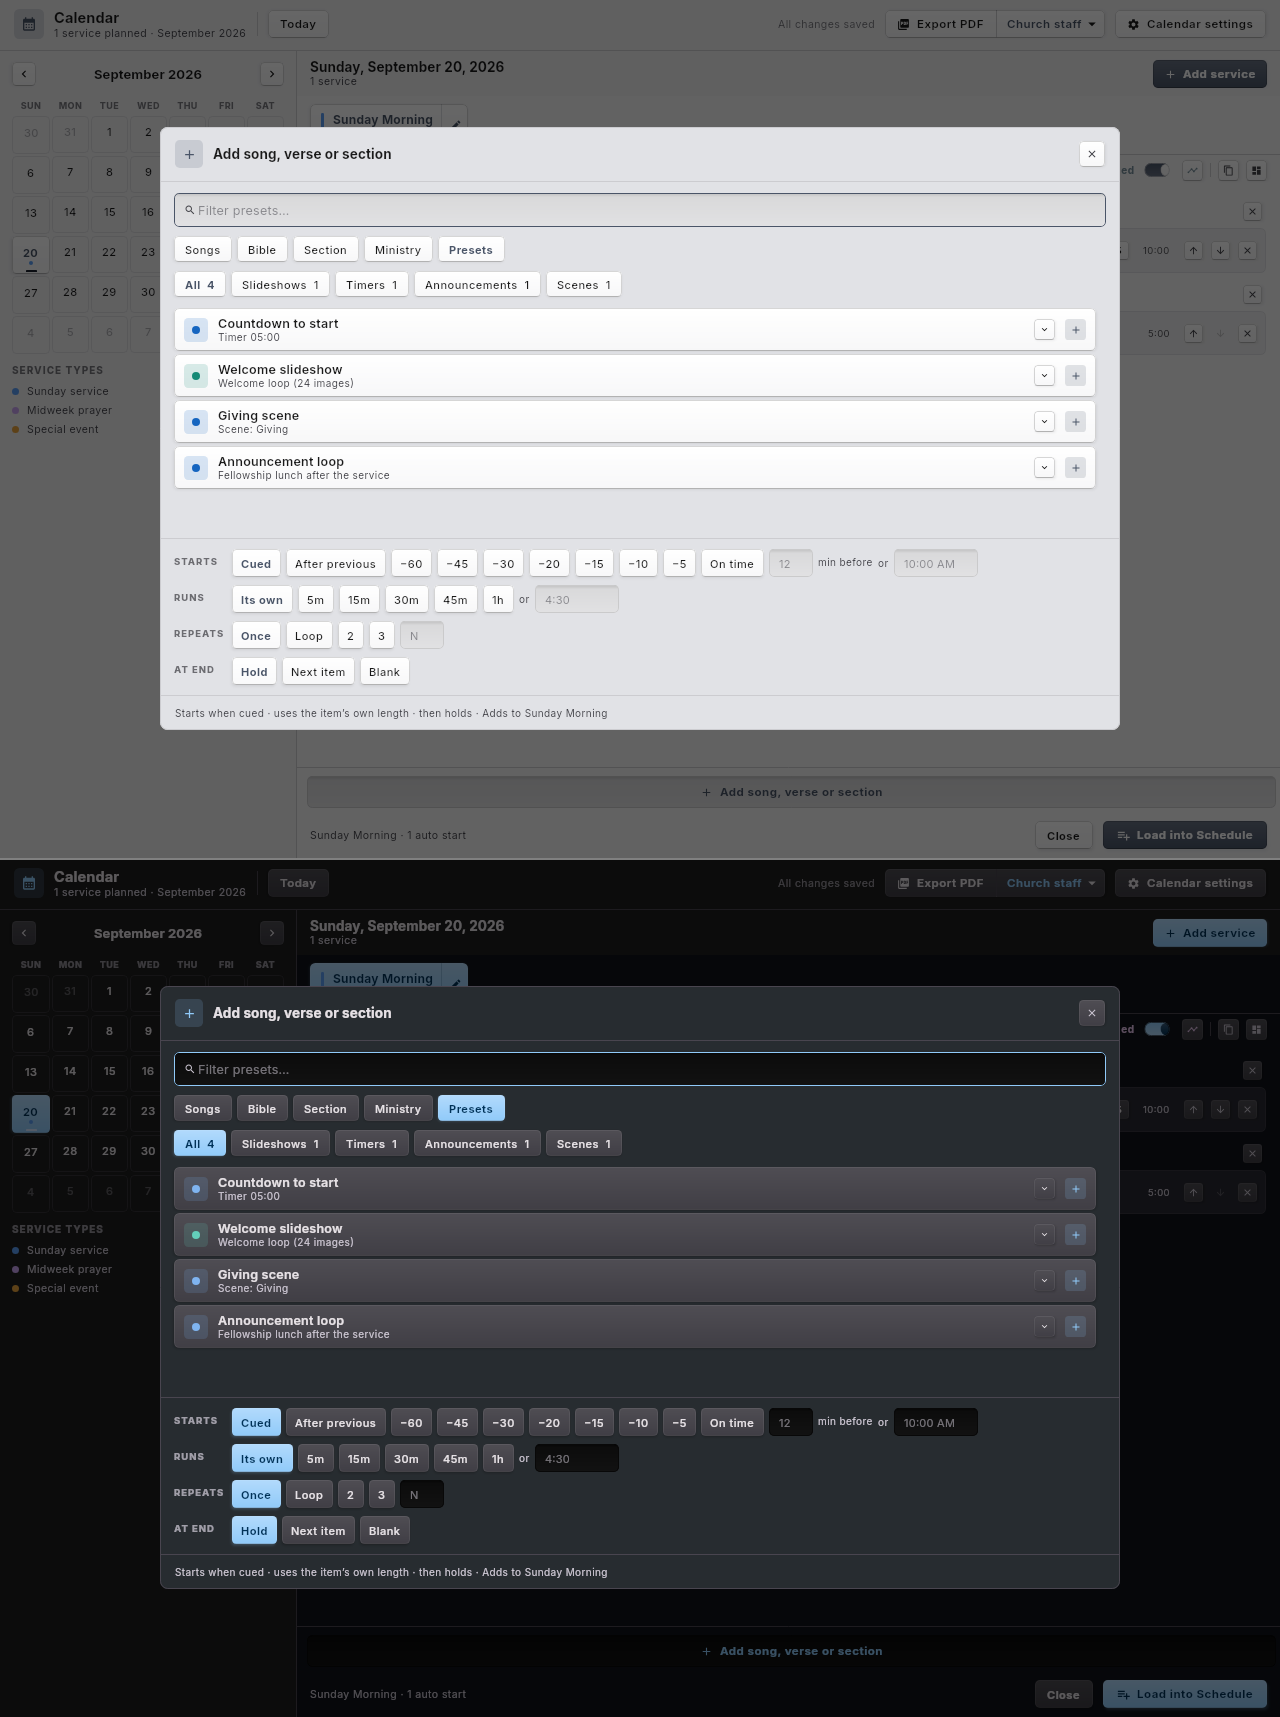 Calendar
1 service planned · September 2026
Today
All changes saved
Export PDF
Church staff
Calendar settings
September 2026
SUN MON TUE WED THU FRI SAT
30 31 1 2
6 7 8 9
13 14 15 16
20 21 22 23
27 28 29 30
4 5 6 7
SERVICE TYPES
Sunday service
Midweek prayer
Special event
Sunday, September 20, 2026
1 service
+ Add service
Sunday Morning
ed
10:00
5:00
Add song, verse or section
Filter presets...
Songs Bible Section Ministry Presets
All 4 Slideshows 1 Timers 1 Announcements 1 Scenes 1
Countdown to start
Timer 05:00
Welcome slideshow
Welcome loop (24 images)
Giving scene
Scene: Giving
Announcement loop
Fellowship lunch after the service
STARTS Cued After previous −60 −45 −30 −20 −15 −10 −5 On time 12 min before or 10:00 AM
RUNS Its own 5m 15m 30m 45m 1h or 4:30
REPEATS Once Loop 2 3 N
AT END Hold Next item Blank
Starts when cued · uses the item's own length · then holds · Adds to Sunday Morning
+ Add song, verse or section
Sunday Morning · 1 auto start
Close
Load into Schedule
Calendar
1 service planned · September 2026
Today
All changes saved
Export PDF
Church staff
Calendar settings
September 2026
SUN MON TUE WED THU FRI SAT
30 31 1 2
6 7 8 9
13 14 15 16
20 21 22 23
27 28 29 30
4 5 6 7
SERVICE TYPES
Sunday service
Midweek prayer
Special event
Sunday, September 20, 2026
1 service
+ Add service
Sunday Morning
ed
10:00
5:00
Add song, verse or section
Filter presets...
Songs Bible Section Ministry Presets
All 4 Slideshows 1 Timers 1 Announcements 1 Scenes 1
Countdown to start
Timer 05:00
Welcome slideshow
Welcome loop (24 images)
Giving scene
Scene: Giving
Announcement loop
Fellowship lunch after the service
STARTS Cued After previous −60 −45 −30 −20 −15 −10 −5 On time 12 min before or 10:00 AM
RUNS Its own 5m 15m 30m 45m 1h or 4:30
REPEATS Once Loop 2 3 N
AT END Hold Next item Blank
Starts when cued · uses the item's own length · then holds · Adds to Sunday Morning
+ Add song, verse or section
Sunday Morning · 1 auto start
Close
Load into Schedule